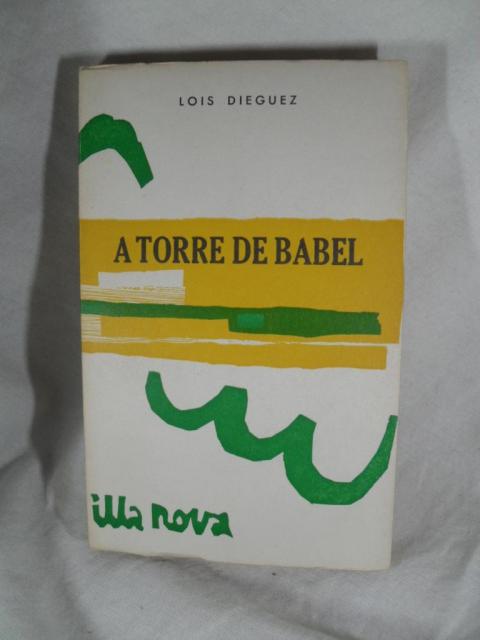 LOIS DIEGUEZ
A TORRE DE BABEL
illa nova